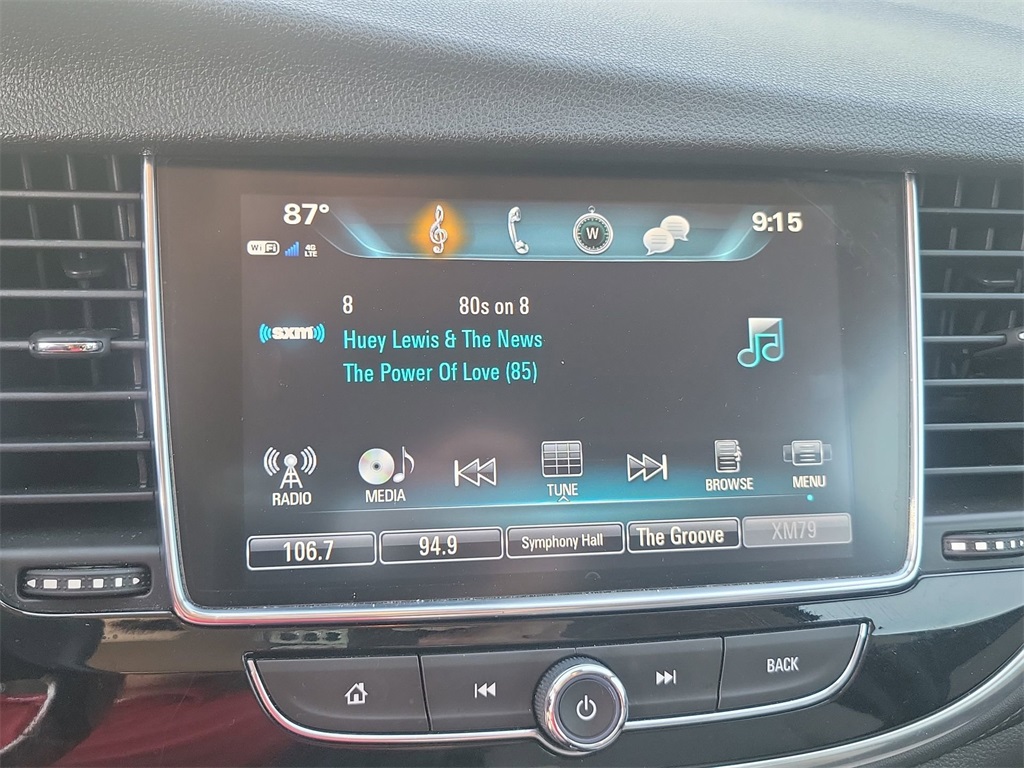 87°
9:15
WiFi 4G LTE
W
8 80s on 8
((sxm))
Huey Lewis & The News
The Power Of Love (85)
RADIO MEDIA TUNE BROWSE MENU
106.7 94.9 Symphony Hall The Groove XM79
BACK